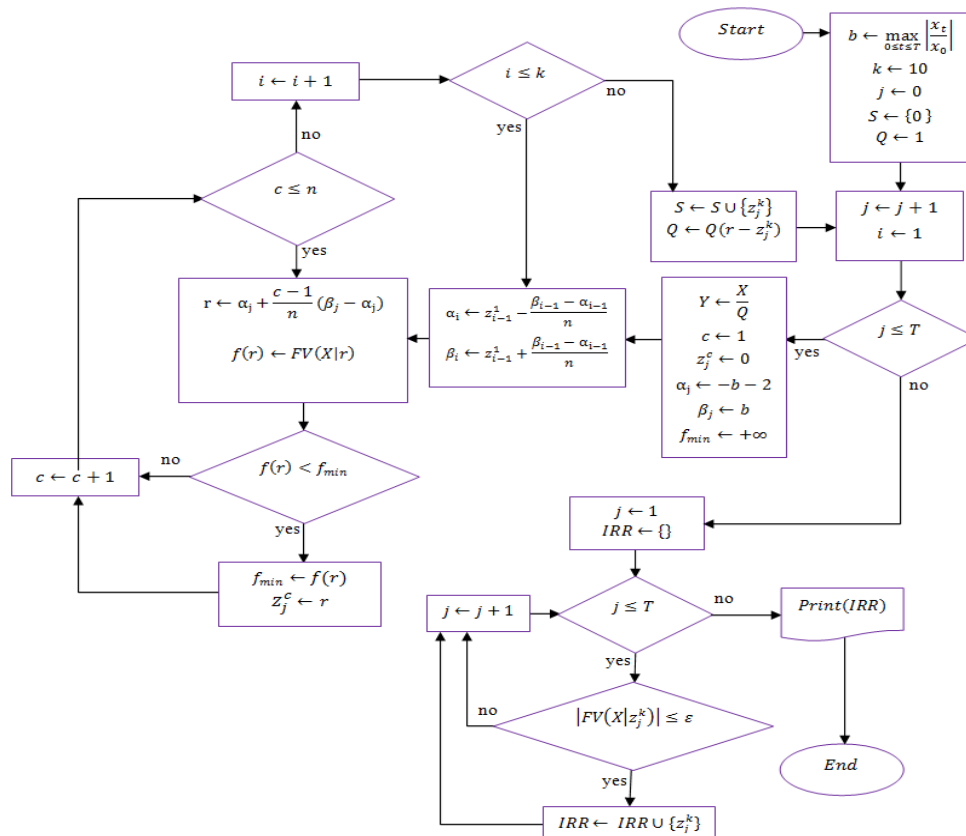 Start
b ← max 0≤t≤T |x_t/x_0|
k ← 10
j ← 0
S ← {0 }
Q ← 1
j ← j + 1
i ← 1
j ≤ T
yes
no
Y ← X/Q
c ← 1
z_j^c ← 0
α_j ← −b − 2
β_j ← b
f_min ← +∞
α_i ← z_{i-1}^1 − (β_{i-1} − α_{i-1})/n
β_i ← z_{i-1}^1 + (β_{i-1} − α_{i-1})/n
r ← α_j + (c − 1)/n (β_j − α_j)
f(r) ← FV(X|r)
f(r) < f_min
no
yes
f_min ← f(r)
Z_j^c ← r
c ← c + 1
c ≤ n
no
yes
i ← i + 1
i ≤ k
no
yes
S ← S ∪ {z_j^k}
Q ← Q(r − z_j^k)
j ← 1
IRR ← {}
j ≤ T
no
yes
j ← j + 1
|FV(X|z_j^k)| ≤ ε
no
yes
IRR ← IRR ∪ {z_j^k}
Print(IRR)
End